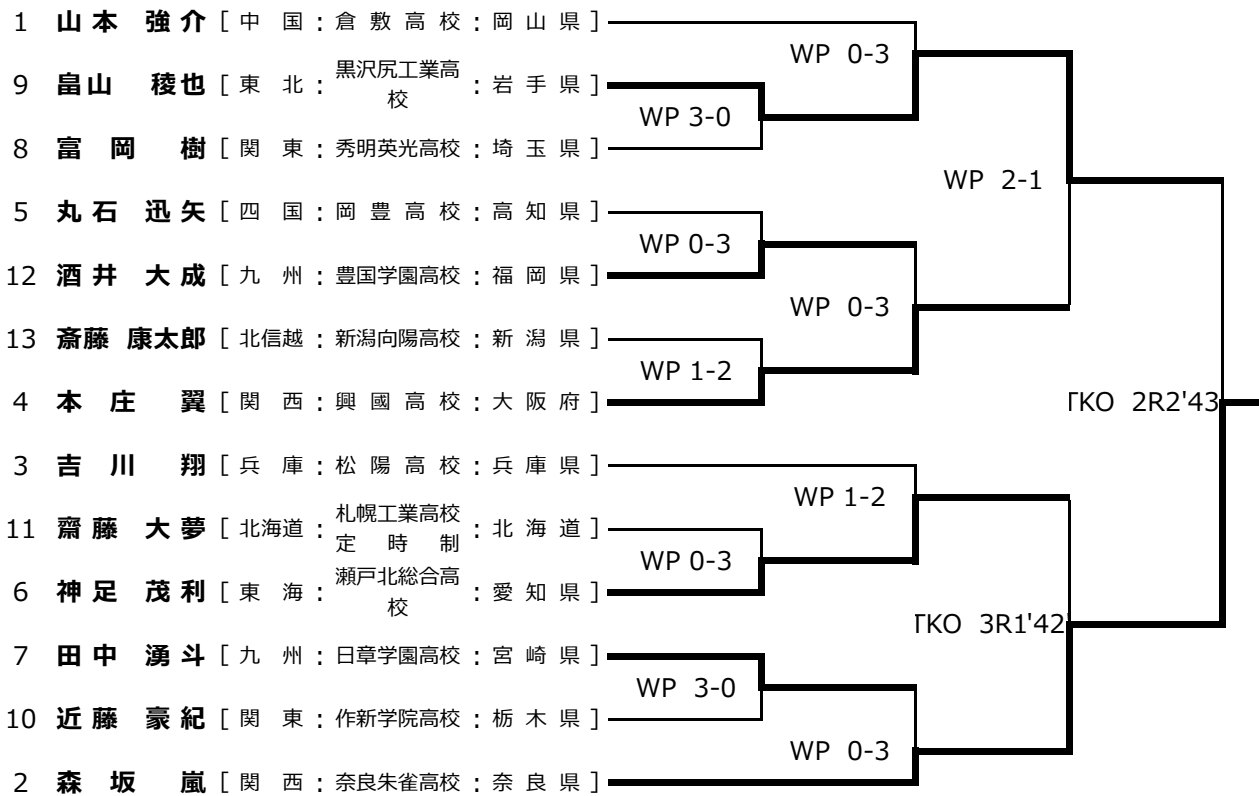 1 山本 強介 [ 中 国 : 倉敷高校 : 岡山県 ]
WP 0-3
9 畠山 稜也 [ 東 北 : 黒沢尻工業高校 : 岩手県 ]
WP 3-0
8 富岡 樹 [ 関 東 : 秀明英光高校 : 埼玉県 ]
WP 2-1
5 丸石 迅矢 [ 四 国 : 岡豊高校 : 高知県 ]
WP 0-3
12 酒井 大成 [ 九 州 : 豊国学園高校 : 福岡県 ]
WP 0-3
13 斎藤 康太郎 [ 北信越 : 新潟向陽高校 : 新潟県 ]
WP 1-2
4 本庄 翼 [ 関 西 : 興國高校 : 大阪府 ]
TKO 2R2'43
3 吉川 翔 [ 兵 庫 : 松陽高校 : 兵庫県 ]
WP 1-2
11 齋藤 大夢 [ 北海道 : 札幌工業高校定時制 : 北海道 ]
WP 0-3
6 神足 茂利 [ 東 海 : 瀬戸北総合高校 : 愛知県 ]
TKO 3R1'42
7 田中 湧斗 [ 九 州 : 日章学園高校 : 宮崎県 ]
WP 3-0
10 近藤 豪紀 [ 関 東 : 作新学院高校 : 栃木県 ]
WP 0-3
2 森坂 嵐 [ 関 西 : 奈良朱雀高校 : 奈良県 ]